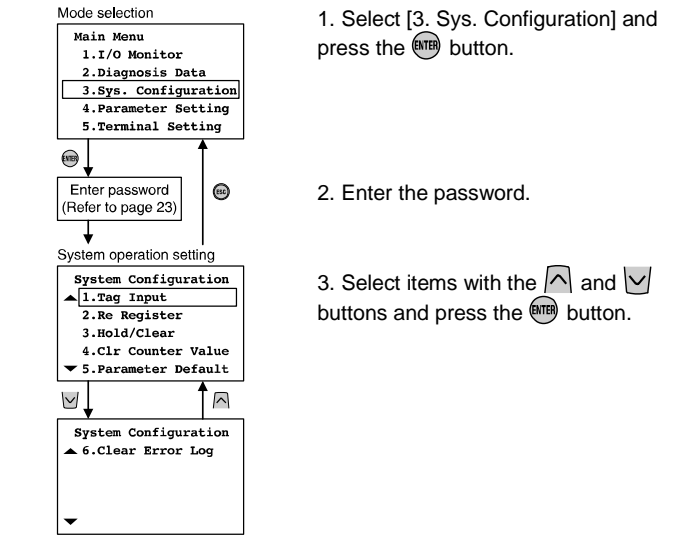 Mode selection
Main Menu
1.I/O Monitor
2.Diagnosis Data
3.Sys. Configuration
4.Parameter Setting
5.Terminal Setting
ENTER
Enter password
(Refer to page 23)
ESC
System operation setting
System Configuration
1.Tag Input
2.Re Register
3.Hold/Clear
4.Clr Counter Value
5.Parameter Default
System Configuration
6.Clear Error Log
1. Select [3. Sys. Configuration] and
press the ENTER button.
2. Enter the password.
3. Select items with the and
buttons and press the ENTER button.